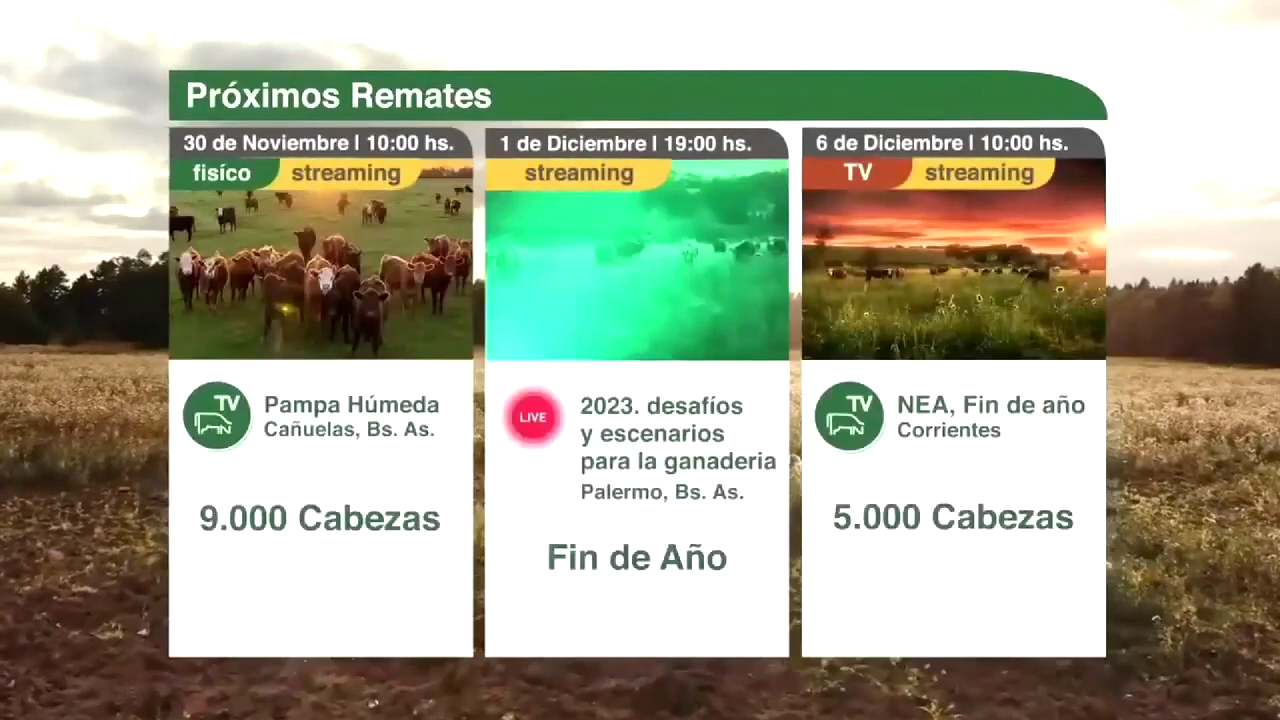 Próximos Remates
30 de Noviembre | 10:00 hs.
fisíco
streaming
TV
Pampa Húmeda
Cañuelas, Bs. As.
9.000 Cabezas
1 de Diciembre | 19:00 hs.
streaming
LIVE
2023. desafíos
y escenarios
para la ganaderia
Palermo, Bs. As.
Fin de Año
6 de Diciembre | 10:00 hs.
TV
streaming
TV
NEA, Fin de año
Corrientes
5.000 Cabezas